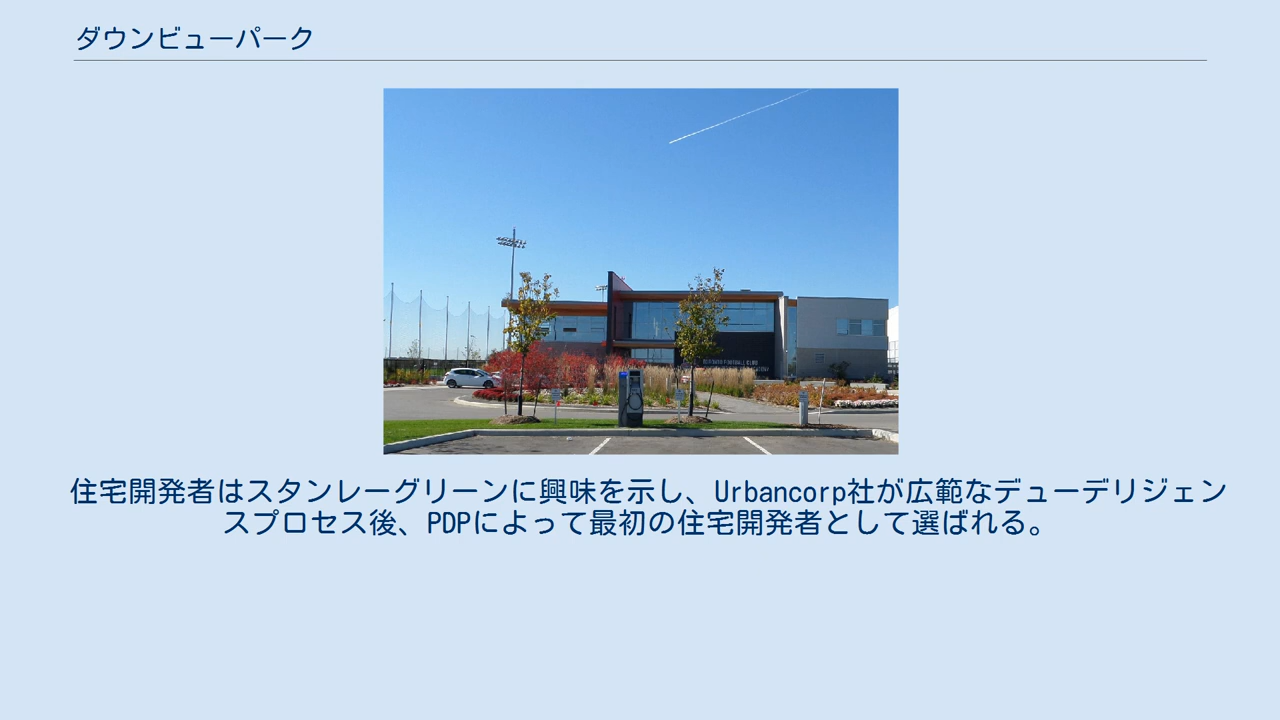 ダウンビューパーク
TORONTO FOOTBALL CLUB
住宅開発者はスタンレーグリーンに興味を示し、Urbancorp社が広範なデューデリジェン
スプロセス後、PDPによって最初の住宅開発者として選ばれる。